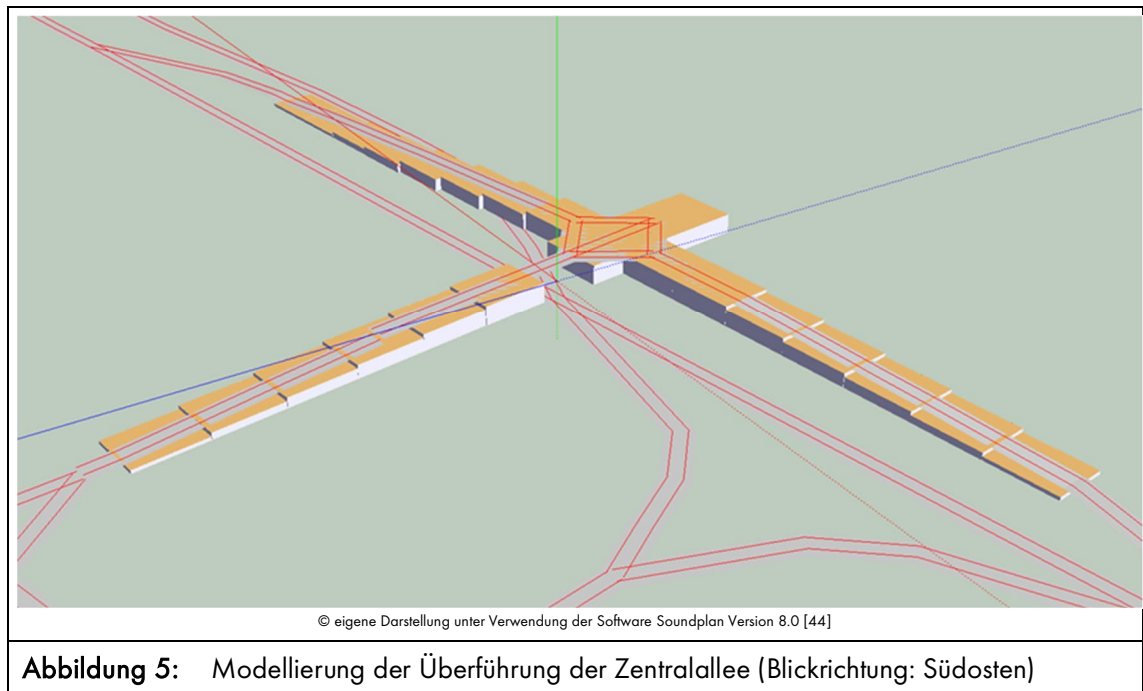 © eigene Darstellung unter Verwendung der Software Soundplan Version 8.0 [44]
Abbildung 5: Modellierung der Überführung der Zentralallee (Blickrichtung: Südosten)